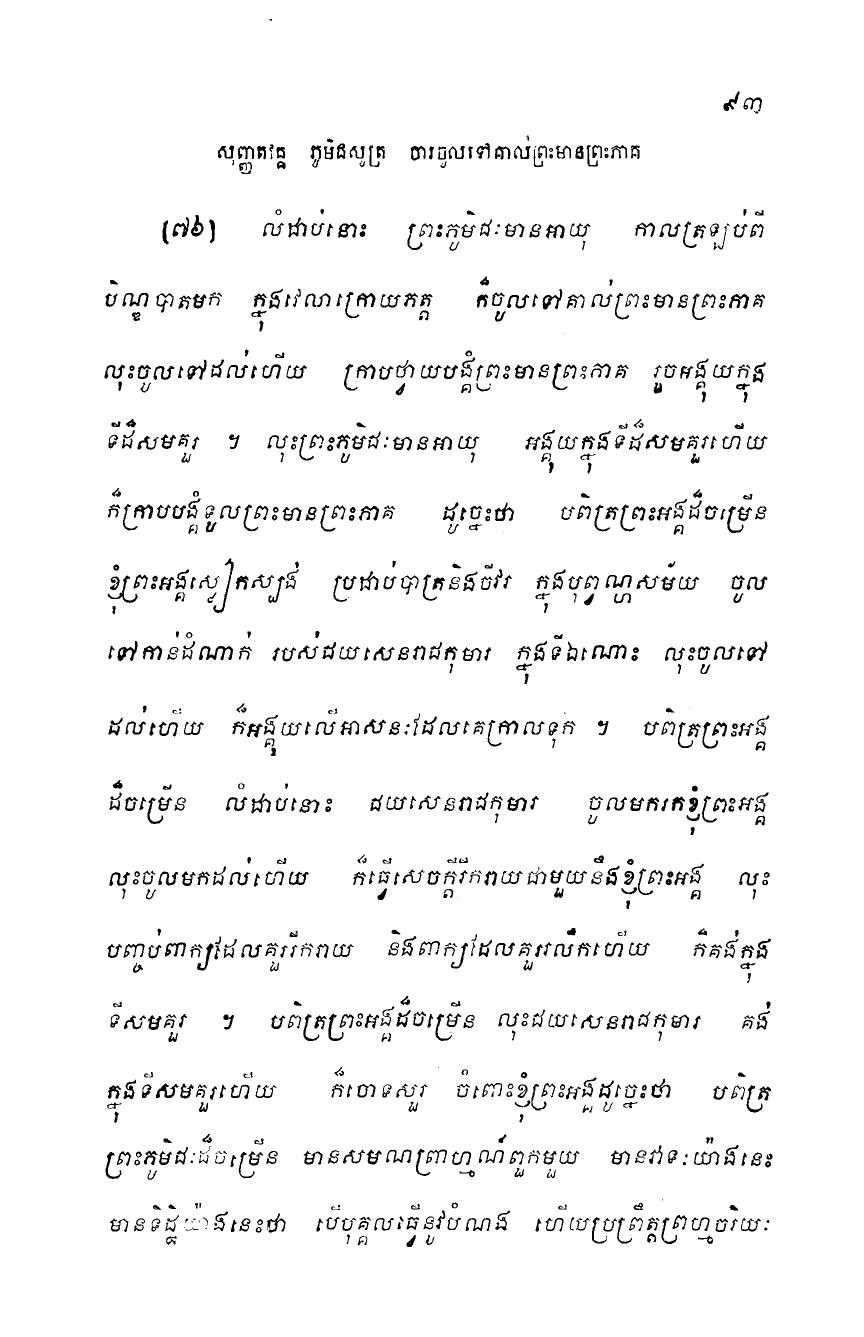 ៩៣
សុញ្ញតវគ្គ ភូមិជសូត្រ ការចូលទៅគាល់ព្រះមានព្រះភាគ
[៧៦] លំដាប់នោះ ព្រះភូមិជៈមានអាយុ កាលត្រឡប់ពី
បិណ្ឌបាតមក ក្នុងវេលាក្រោយភត្ត ក៏ចូលទៅគាល់ព្រះមានព្រះភាគ
លុះចូលទៅដល់ហើយ ក្រាបថ្វាយបង្គំព្រះមានព្រះភាគ រួចអង្គុយក្នុង
ទីដ៏សមគួរ ។ លុះព្រះភូមិជៈមានអាយុ អង្គុយក្នុងទីដ៏សមគួរហើយ
ក៏ក្រាបបង្គំទូលព្រះមានព្រះភាគ ដូច្នេះថា បពិត្រព្រះអង្គដ៏ចម្រើន
ខ្ញុំព្រះអង្គស្លៀកស្បង់ ប្រដាប់បាត្រនិងចីវរ ក្នុងបុព្វណ្ហសម័យ ចូល
ទៅកាន់ដំណាក់ របស់ជយសេនរាជកុមារ ក្នុងទីឯណោះ លុះចូលទៅ
ដល់ហើយ ក៏អង្គុយលើអាសនៈដែលគេក្រាលទុក ។ បពិត្រព្រះអង្គ
ដ៏ចម្រើន លំដាប់នោះ ជយសេនរាជកុមារ ចូលមករកខ្ញុំព្រះអង្គ
លុះចូលមកដល់ហើយ ក៏ធ្វើសេចក្តីរីករាយជាមួយនឹងខ្ញុំព្រះអង្គ លុះ
បញ្ចប់ពាក្យដែលគួររីករាយ និងពាក្យដែលគួររលឹកហើយ ក៏គង់ក្នុង
ទីសមគួរ ។ បពិត្រព្រះអង្គដ៏ចម្រើន លុះជយសេនរាជកុមារ គង់
ក្នុងទីសមគួរហើយ ក៏ចោទសួរ ចំពោះខ្ញុំព្រះអង្គដូច្នេះថា បពិត្រ
ព្រះភូមិជៈដ៏ចម្រើន មានសមណព្រាហ្មណ៍ពួកមួយ មានវាទៈយ៉ាងនេះ
មានទិដ្ឋិយ៉ាងនេះថា បើបុគ្គលធ្វើនូវបំណង ហើយប្រព្រឹត្តព្រហ្មចរិយៈ